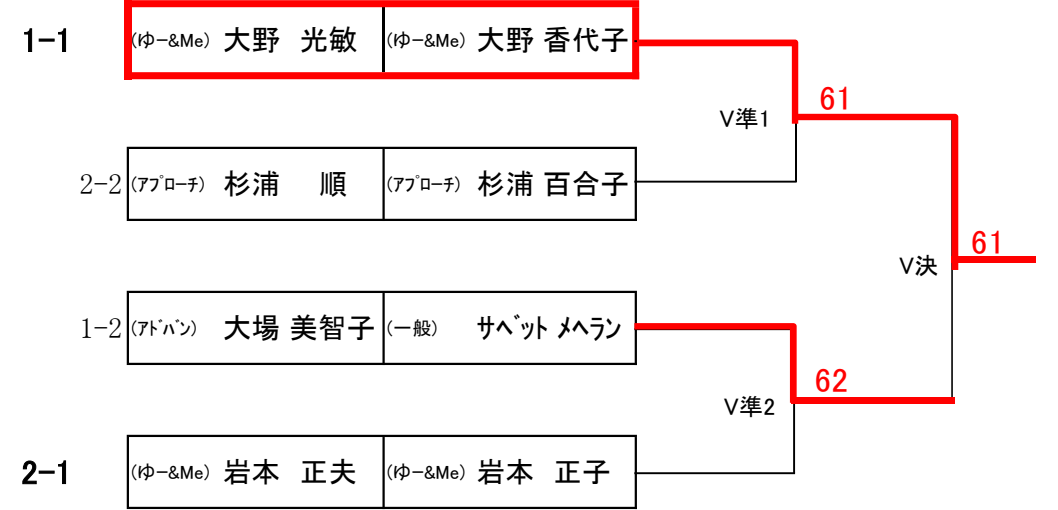 1-1 (ゆｰ&Me) 大野 光敏 (ゆｰ&Me) 大野 香代子
61
V準1
2-2 (ｱﾌﾟﾛｰﾁ) 杉浦 順 (ｱﾌﾟﾛｰﾁ) 杉浦 百合子
61
V決
1-2 (ｱﾄﾞﾊﾞﾝ) 大場 美智子 (一般) ｻﾍﾞｯﾄ ﾒﾍﾗﾝ
62
V準2
2-1 (ゆｰ&Me) 岩本 正夫 (ゆｰ&Me) 岩本 正子